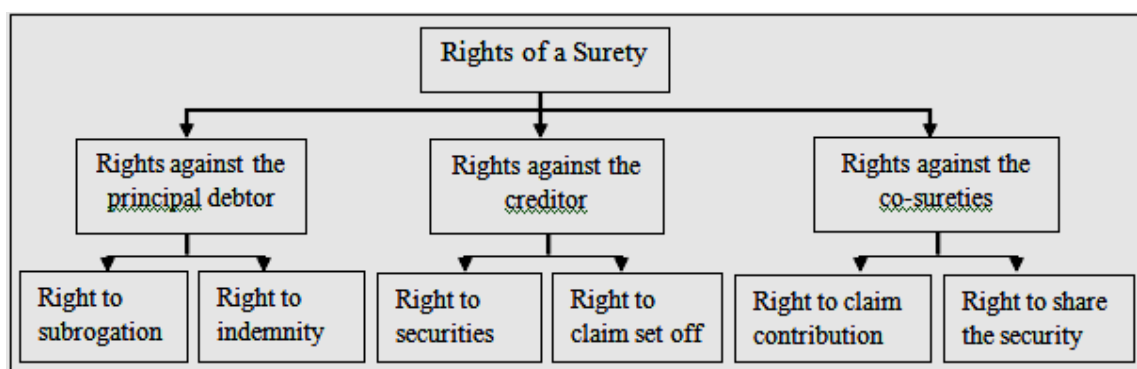 Rights of a Surety
Rights against the
principal debtor
Rights against the
creditor
Rights against the
co-sureties
Right to
subrogation
Right to
indemnity
Right to
securities
Right to
claim set off
Right to claim
contribution
Right to share
the security